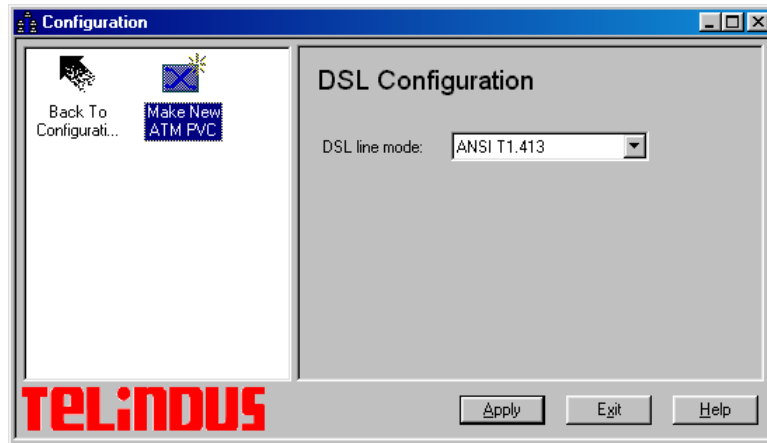 Configuration
Back To
Configurati...
Make New
ATM PVC
DSL Configuration
DSL line mode:
ANSI T1.413
TELINDUS
Apply
Exit
Help